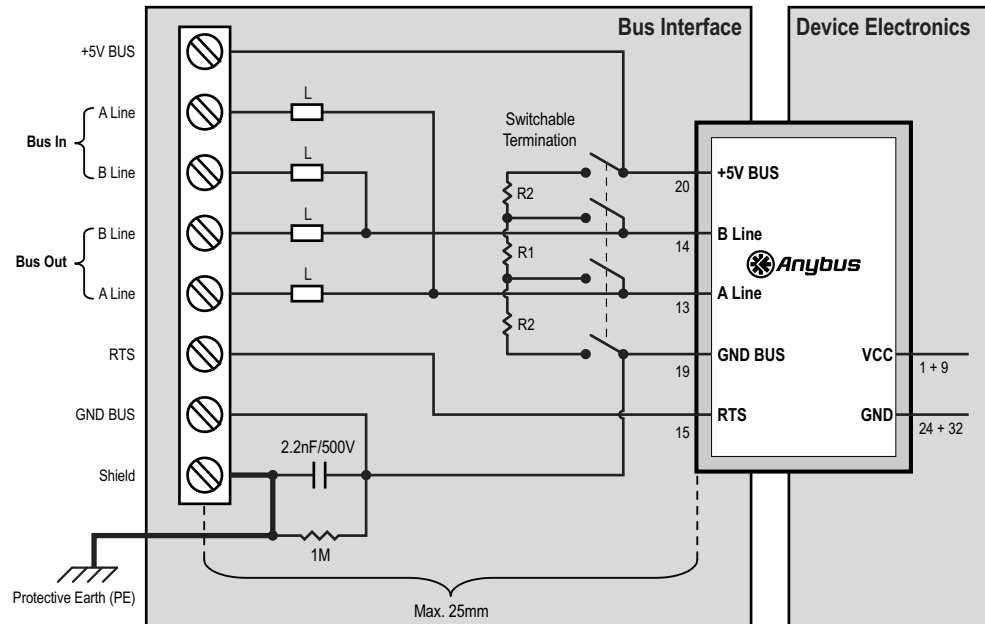 Bus Interface
Device Electronics
+5V BUS
Bus In
A Line
B Line
Bus Out
B Line
A Line
RTS
GND BUS
Shield
Protective Earth (PE)
L
L
L
L
2.2nF/500V
1M
Max. 25mm
Switchable
Termination
R2
R1
R2
20
14
13
19
15
+5V BUS
B Line
Anybus
A Line
GND BUS
RTS
VCC
GND
1 + 9
24 + 32